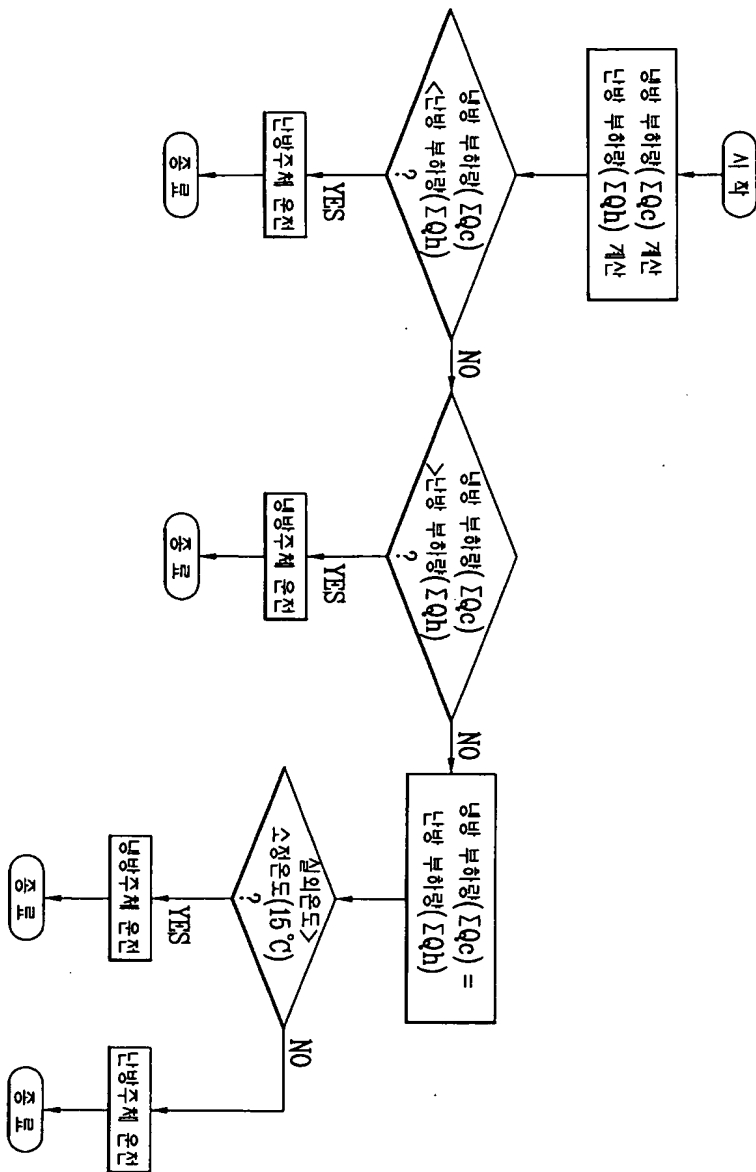 시 작
냉방 부하량(ΣQc) 계산
난방 부하량(ΣQh) 계산
냉방 부하량(ΣQc)
<난방 부하량(ΣQh)
?
YES
난방주체 운전
종 료
NO
냉방 부하량(ΣQc)
>난방 부하량(ΣQh)
?
YES
냉방주체 운전
종 료
NO
냉방 부하량(ΣQc) =
난방 부하량(ΣQh)
실외온도>
소정온도(15°C)
?
YES
냉방주체 운전
종 료
NO
난방주체 운전
종 료